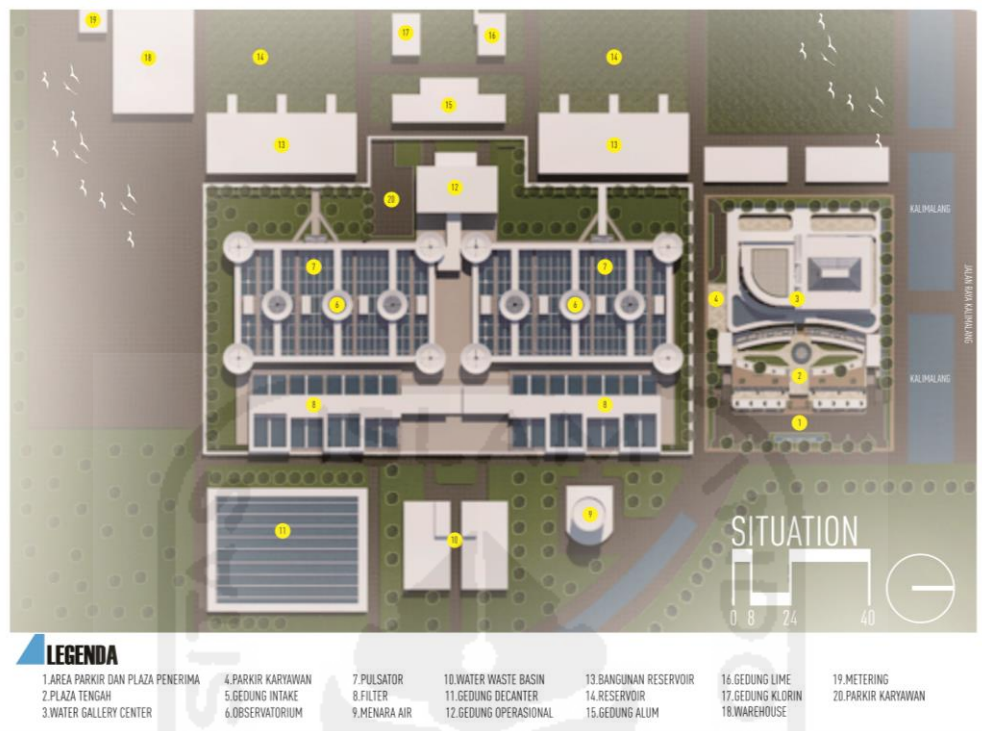 19
18
14
17
16
14
15
13
13
12
20
KALIMALANG
7
7
JALAN RAYA KALIMALANG
4
3
6
6
2
KALIMALANG
8
8
1
11
10
9
ISLAM
SITUATION
0 8 24 40
LEGENDA
1.AREA PARKIR DAN PLAZA PENERIMA
2.PLAZA TENGAH
3.WATER GALLERY CENTER
4.PARKIR KARYAWAN
5.GEDUNG INTAKE
6.OBSERVATORIUM
7.PULSATOR
8.FILTER
9.MENARA AIR
10.WATER WASTE BASIN
11.GEDUNG DECANTER
12.GEDUNG OPERASIONAL
13.BANGUNAN RESERVOIR
14.RESERVOIR
15.GEDUNG ALUM
16.GEDUNG LIME
17.GEDUNG KLORIN
18.WAREHOUSE
19.METERING
20.PARKIR KARYAWAN